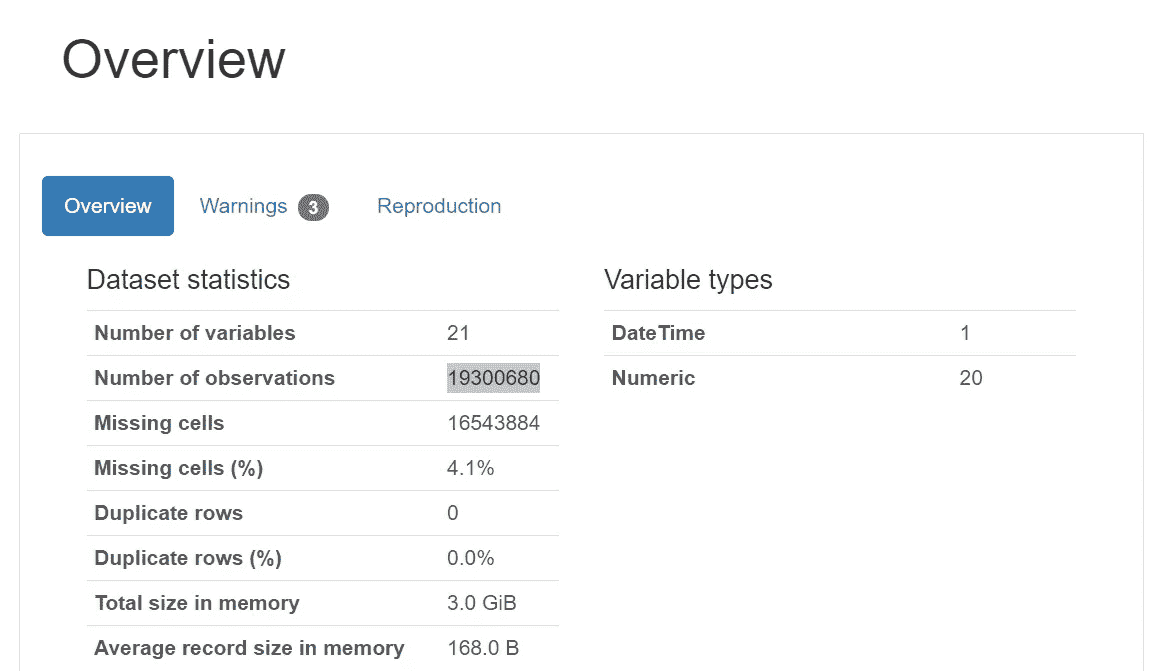 Overview
Overview Warnings 3 Reproduction
Dataset statistics
Number of variables 21
Number of observations 19300680
Missing cells 16543884
Missing cells (%) 4.1%
Duplicate rows 0
Duplicate rows (%) 0.0%
Total size in memory 3.0 GiB
Average record size in memory 168.0 B
Variable types
DateTime 1
Numeric 20